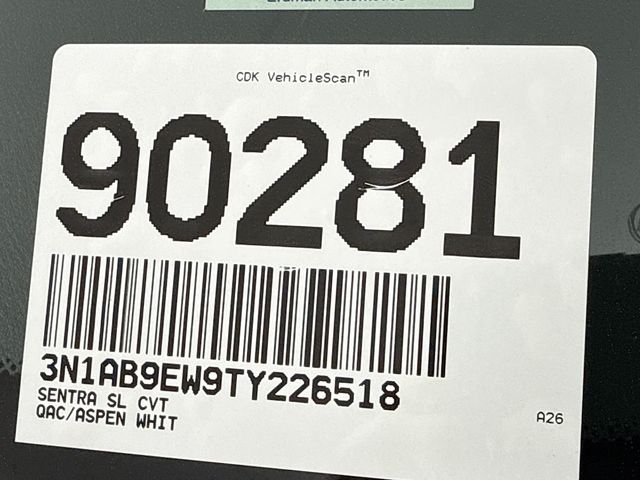 CDK VehicleScan™
90281
3N1AB9EW9TY226518
SENTRA SL CVT
QAC/ASPEN WHIT
A26